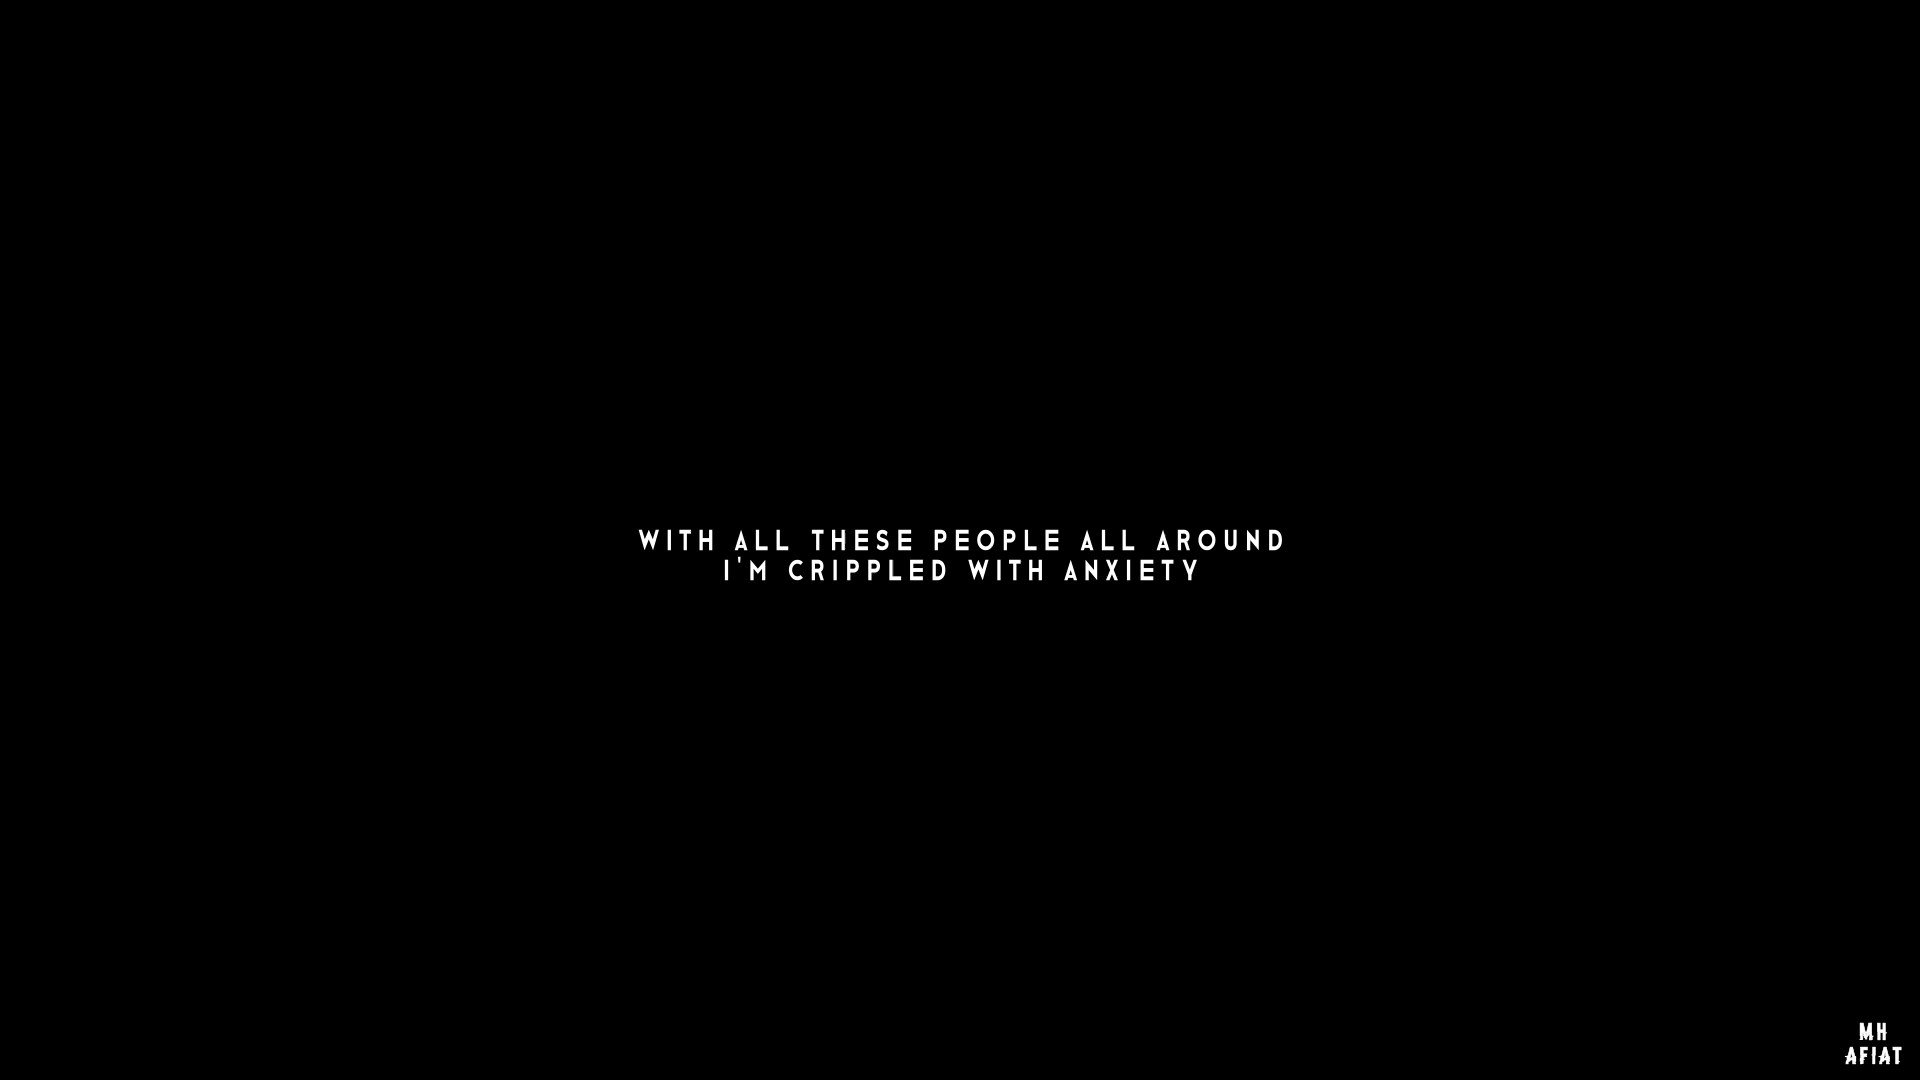 WITH ALL THESE PEOPLE ALL AROUND
I'M CRIPPLED WITH ANXIETY
MH
AFIAT